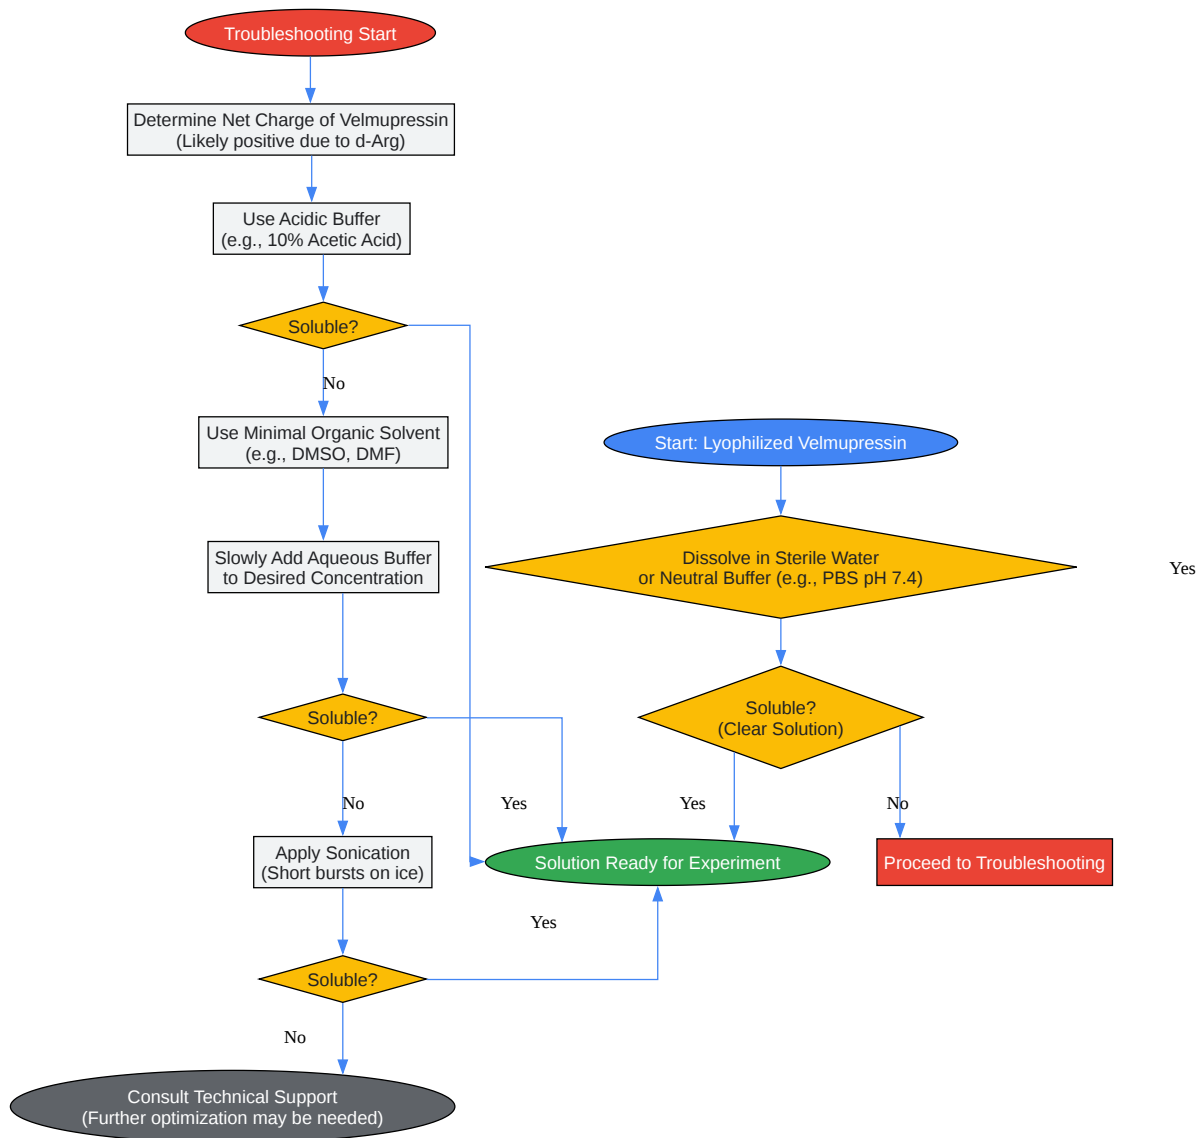 Troubleshooting Start
Determine Net Charge of Velmupressin
(Likely positive due to d-Arg)
Use Acidic Buffer
(e.g., 10% Acetic Acid)
Soluble?
No
Use Minimal Organic Solvent
(e.g., DMSO, DMF)
Slowly Add Aqueous Buffer
to Desired Concentration
Soluble?
No
Yes
Apply Sonication
(Short bursts on ice)
Yes
Soluble?
No
Consult Technical Support
(Further optimization may be needed)
Start: Lyophilized Velmupressin
Dissolve in Sterile Water
or Neutral Buffer (e.g., PBS pH 7.4)
Yes
Soluble?
(Clear Solution)
Yes
No
Solution Ready for Experiment
Proceed to Troubleshooting